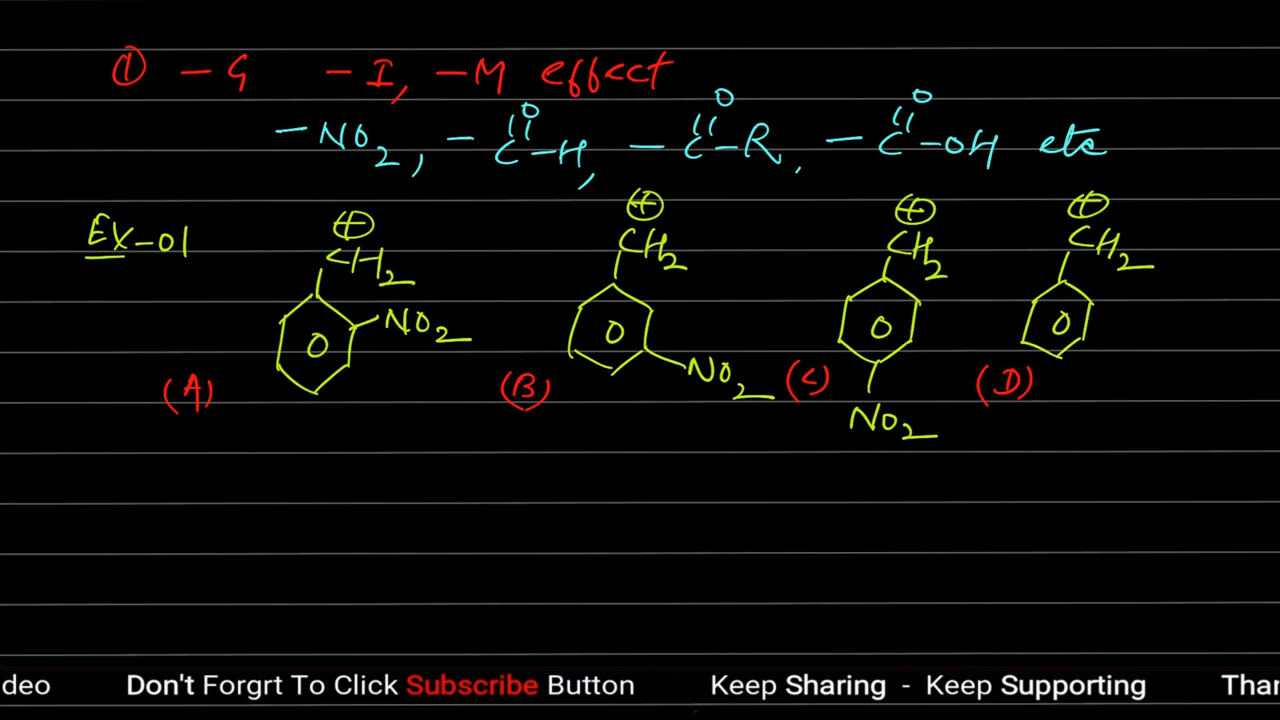 ① - G - I, - M effect
- NO2, - C(=O)-H, - C(=O)-R, - C(=O)-OH etc
Ex-01 ⊕CH2 ⊕CH2 ⊕CH2 ⊕CH2
NO2 NO2
(A) (B) (C) (D)
NO2
deo Don't Forgrt To Click Subscribe Button Keep Sharing - Keep Supporting Than